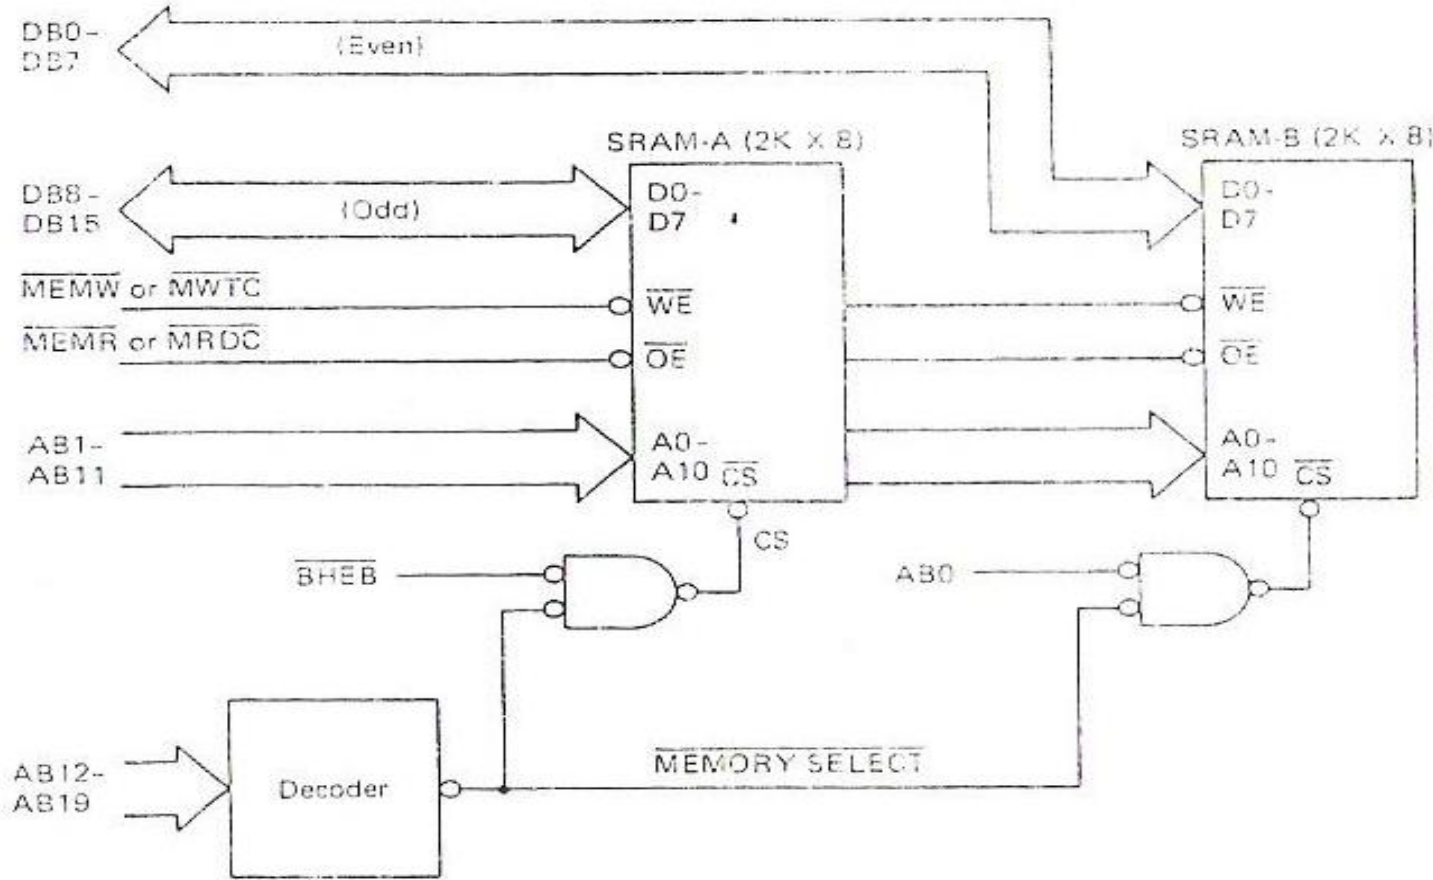 DB0-
DB7
(Even)
SRAM-A (2K X 8)
SRAM-B (2K X 8)
DB8-
DB15
(Odd)
D0-
D7
D0-
D7
MEMW or MWTC
WE
WE
MEMR or MRDC
OE
OE
AB1-
AB11
A0-
A10 CS
A0-
A10 CS
CS
BHEB
AB0
MEMORY SELECT
AB12-
AB19
Decoder